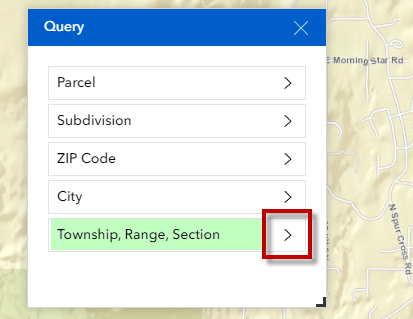 Query
Parcel
Subdivision
ZIP Code
City
Township, Range, Section
E Morning Star Rd
N Spur Cross Rd